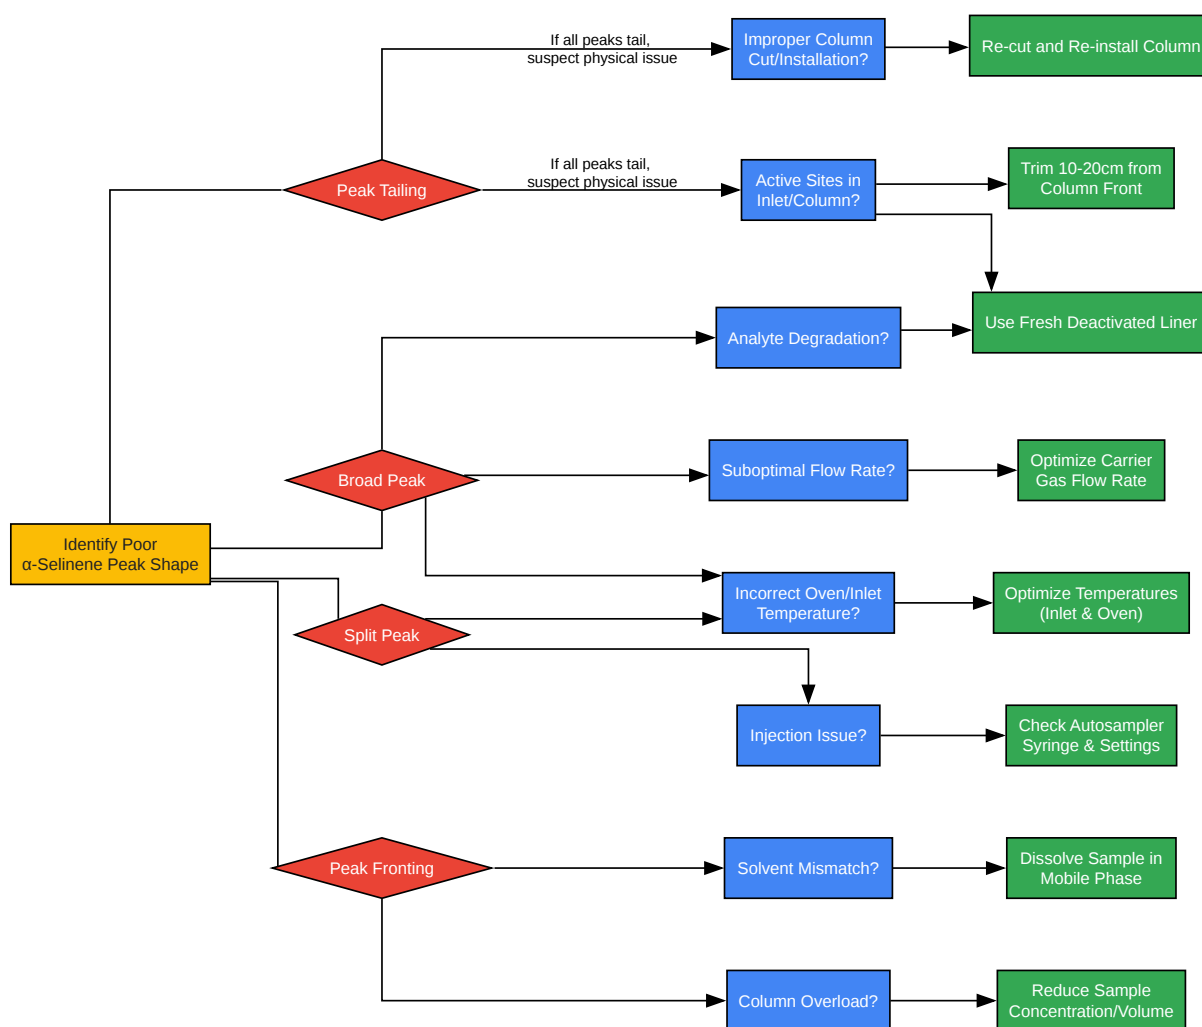 If all peaks tail,
suspect physical issue
Improper Column
Cut/Installation?
Re-cut and Re-install Column
Peak Tailing
If all peaks tail,
suspect physical issue
Active Sites in
Inlet/Column?
Trim 10-20cm from
Column Front
Use Fresh Deactivated Liner
Analyte Degradation?
Broad Peak
Suboptimal Flow Rate?
Optimize Carrier
Gas Flow Rate
Identify Poor
α-Selinene Peak Shape
Incorrect Oven/Inlet
Temperature?
Optimize Temperatures
(Inlet & Oven)
Split Peak
Injection Issue?
Check Autosampler
Syringe & Settings
Peak Fronting
Solvent Mismatch?
Dissolve Sample in
Mobile Phase
Column Overload?
Reduce Sample
Concentration/Volume